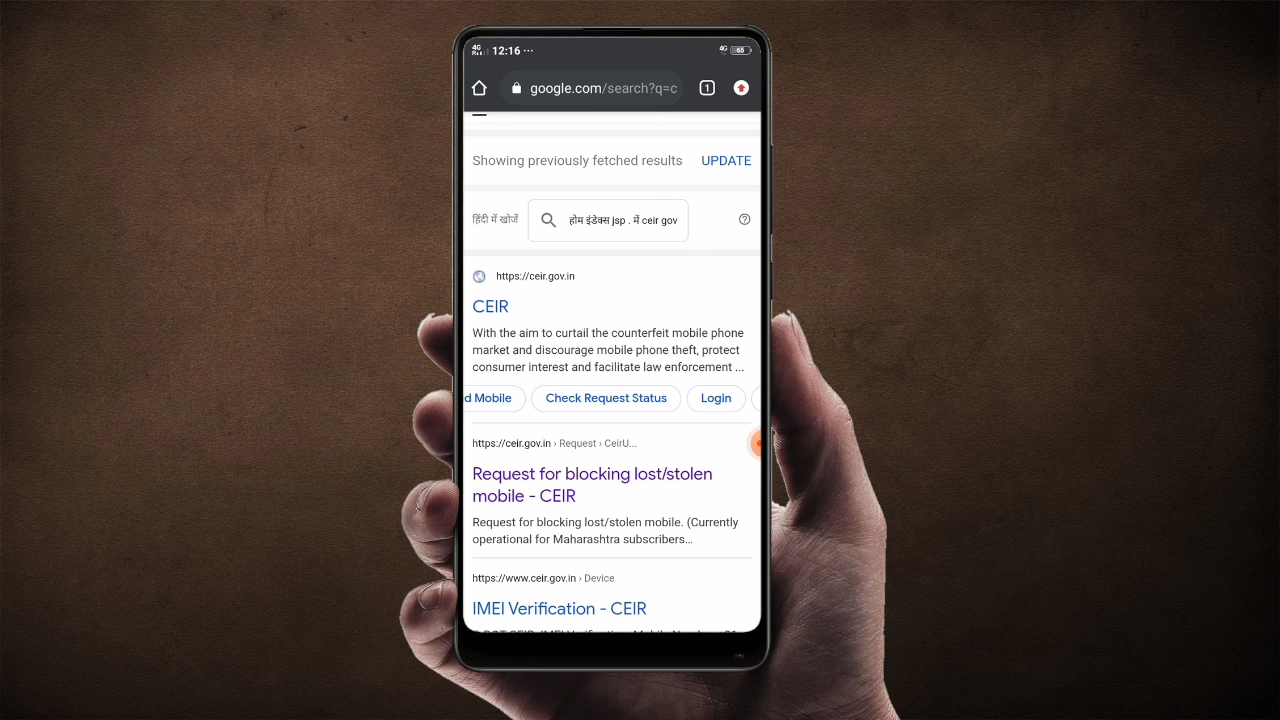 4G 12:16 ··· 4G 65
google.com/search?q=c 1
Showing previously fetched results UPDATE
हिंदी में खोजें होम इंडेक्स jsp . में ceir gov
https://ceir.gov.in
CEIR
With the aim to curtail the counterfeit mobile phone
market and discourage mobile phone theft, protect
consumer interest and facilitate law enforcement ...
d Mobile Check Request Status Login
https://ceir.gov.in › Request › CeirU...
Request for blocking lost/stolen
mobile - CEIR
Request for blocking lost/stolen mobile. (Currently
operational for Maharashtra subscribers...
https://www.ceir.gov.in › Device
IMEI Verification - CEIR